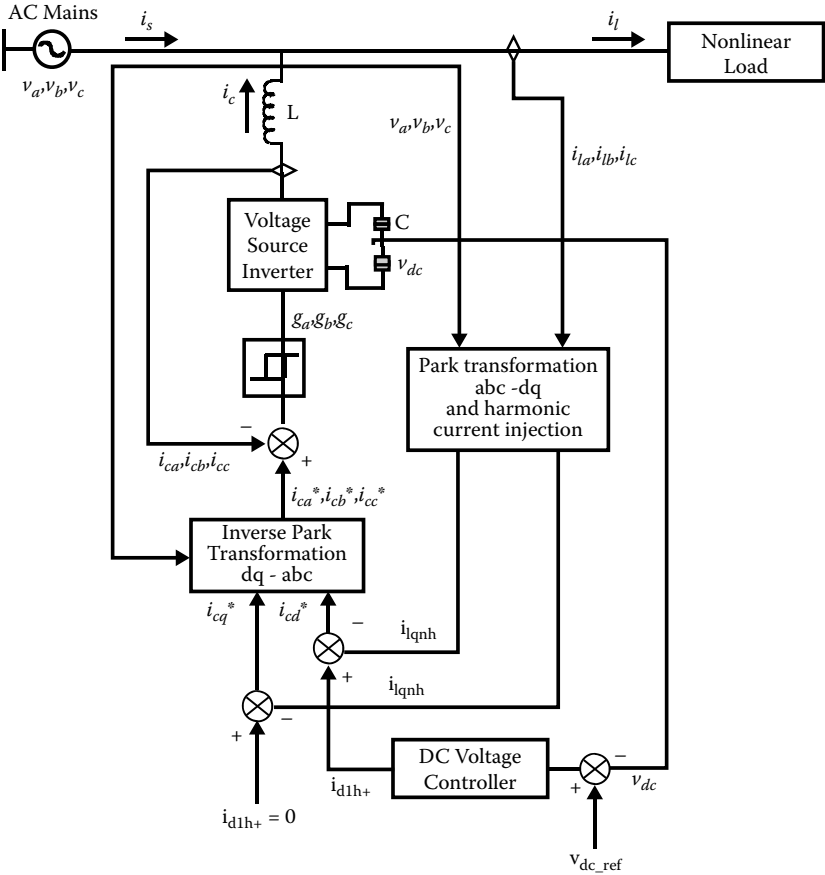 AC Mains
i_s
i_l
Nonlinear
Load
v_a,v_b,v_c
i_c
L
v_a,v_b,v_c
i_la,i_lb,i_lc
Voltage
Source
Inverter
C
v_dc
g_a,g_b,g_c
Park transformation
abc -dq
and harmonic
current injection
−
+
i_ca,i_cb,i_cc
i_ca*,i_cb*,i_cc*
Inverse Park
Transformation
dq - abc
i_cq*
i_cd*
−
i_lqnh
+
i_lqnh
−
+
DC Voltage
Controller
−
+
v_dc
i_d1h+
i_d1h+ = 0
v_dc_ref